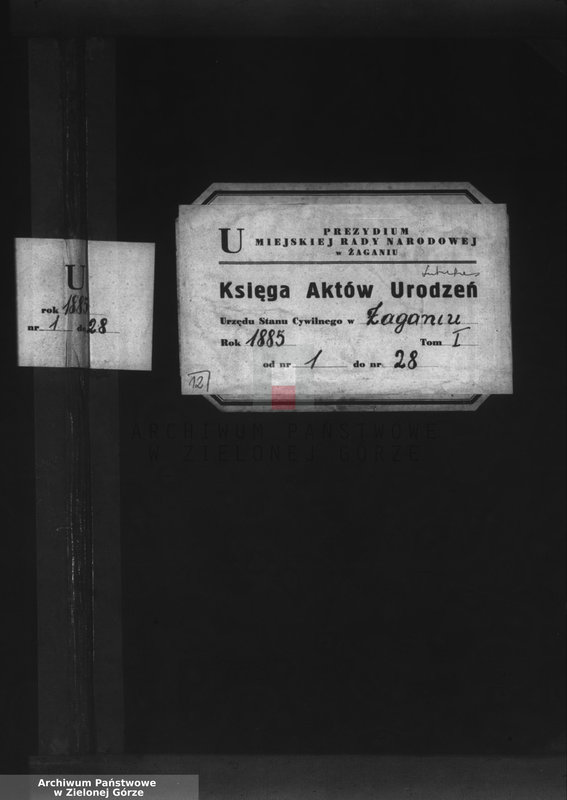 U
rok 1885
nr 1 do 28
U
PREZYDIUM
MIEJSKIEJ RADY NARODOWEJ
w ŻAGANIU
Księga Aktów Urodzeń
Urzędu Stanu Cywilnego w Żaganiu
Rok 1885 Tom I
od nr 1 do nr 28
12
ARCHIWUM PAŃSTWOWE
W ZIELONEJ GÓRZE
Archiwum Państwowe
w Zielonej Górze